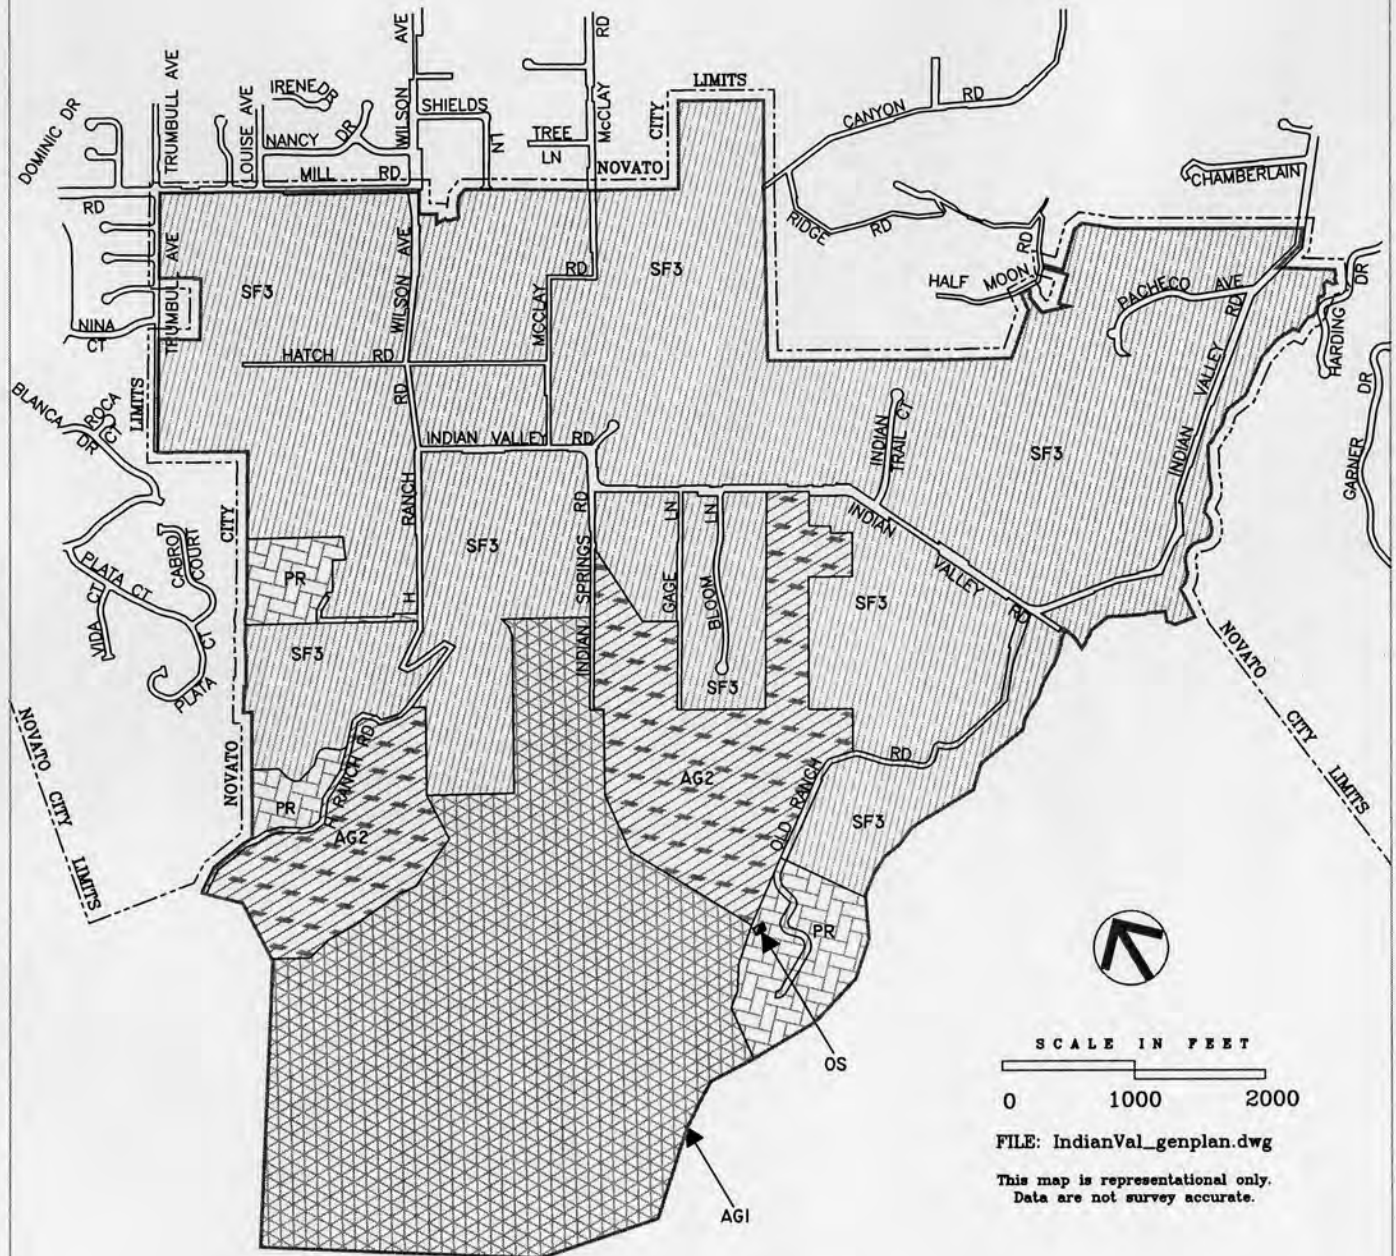 DOMINIC DR
TRUMBULL AVE
LOUISE AVE
IRENE DR
NANCY DR
WILSON AVE
SHIELDS LN
TREE LN
McCLAY RD
MILL RD
RD
NOVATO CITY LIMITS
CANYON RD
RIDGE RD
CHAMBERLAIN
HALF MOON RD
PACHECO AVE
HARDING DR
GARNER DR
TRUMBULL AVE
NINA CT
SF3
WILSON AVE
MCCLAY RD
SF3
HATCH RD
BLANCA DR
ROCA CT
LIMITS
CITY
NOVATO
INDIAN VALLEY RD
INDIAN TRAIL CT
SF3
INDIAN VALLEY RD
CABRO COURT
PLATA CT
VIDA CT
PLATA CT
PR
H RANCH RD
SF3
INDIAN SPRINGS RD
GAGE LN
BLOOM LN
INDIAN VALLEY RD
SF3
SF3
SF3
NOVATO CITY LIMITS
NOVATO CITY LIMITS
RANCH RD
PR
AG2
AG2
OLD RANCH RD
SF3
PR
OS
AG1
SCALE IN FEET
0 1000 2000
FILE: IndianVal_genplan.dwg
This map is representational only.
Data are not survey accurate.